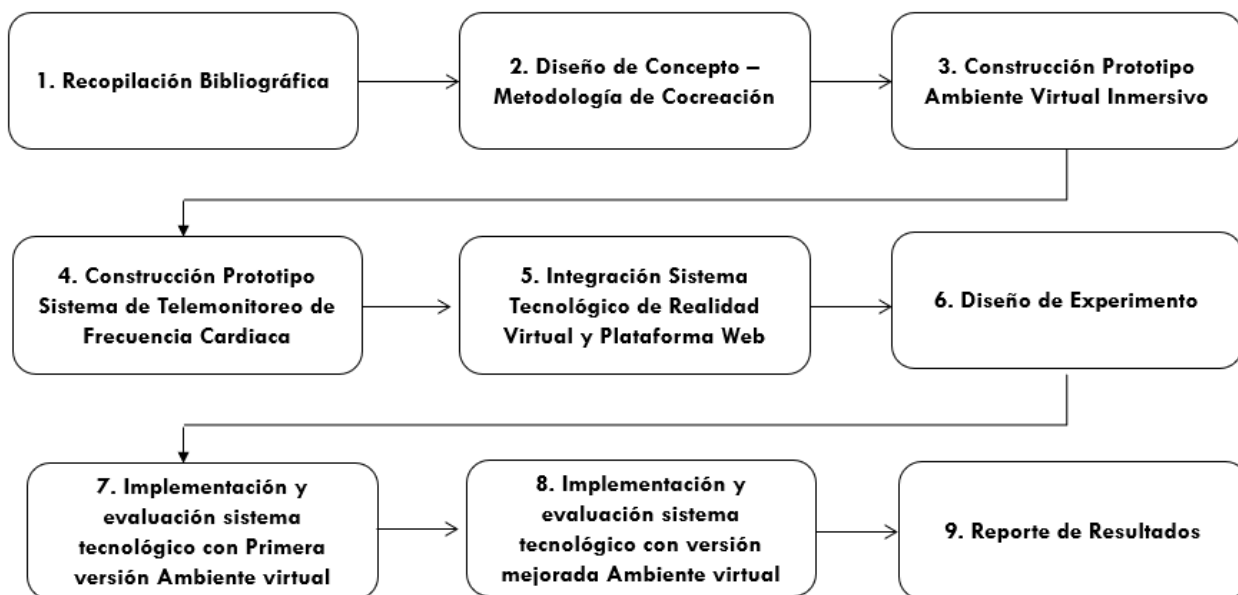 1. Recopilación Bibliográfica
2. Diseño de Concepto –
Metodología de Cocreación
3. Construcción Prototipo
Ambiente Virtual Inmersivo
4. Construcción Prototipo
Sistema de Telemonitoreo de
Frecuencia Cardiaca
5. Integración Sistema
Tecnológico de Realidad
Virtual y Plataforma Web
6. Diseño de Experimento
7. Implementación y
evaluación sistema
tecnológico con Primera
versión Ambiente virtual
8. Implementación y
evaluación sistema
tecnológico con versión
mejorada Ambiente virtual
9. Reporte de Resultados